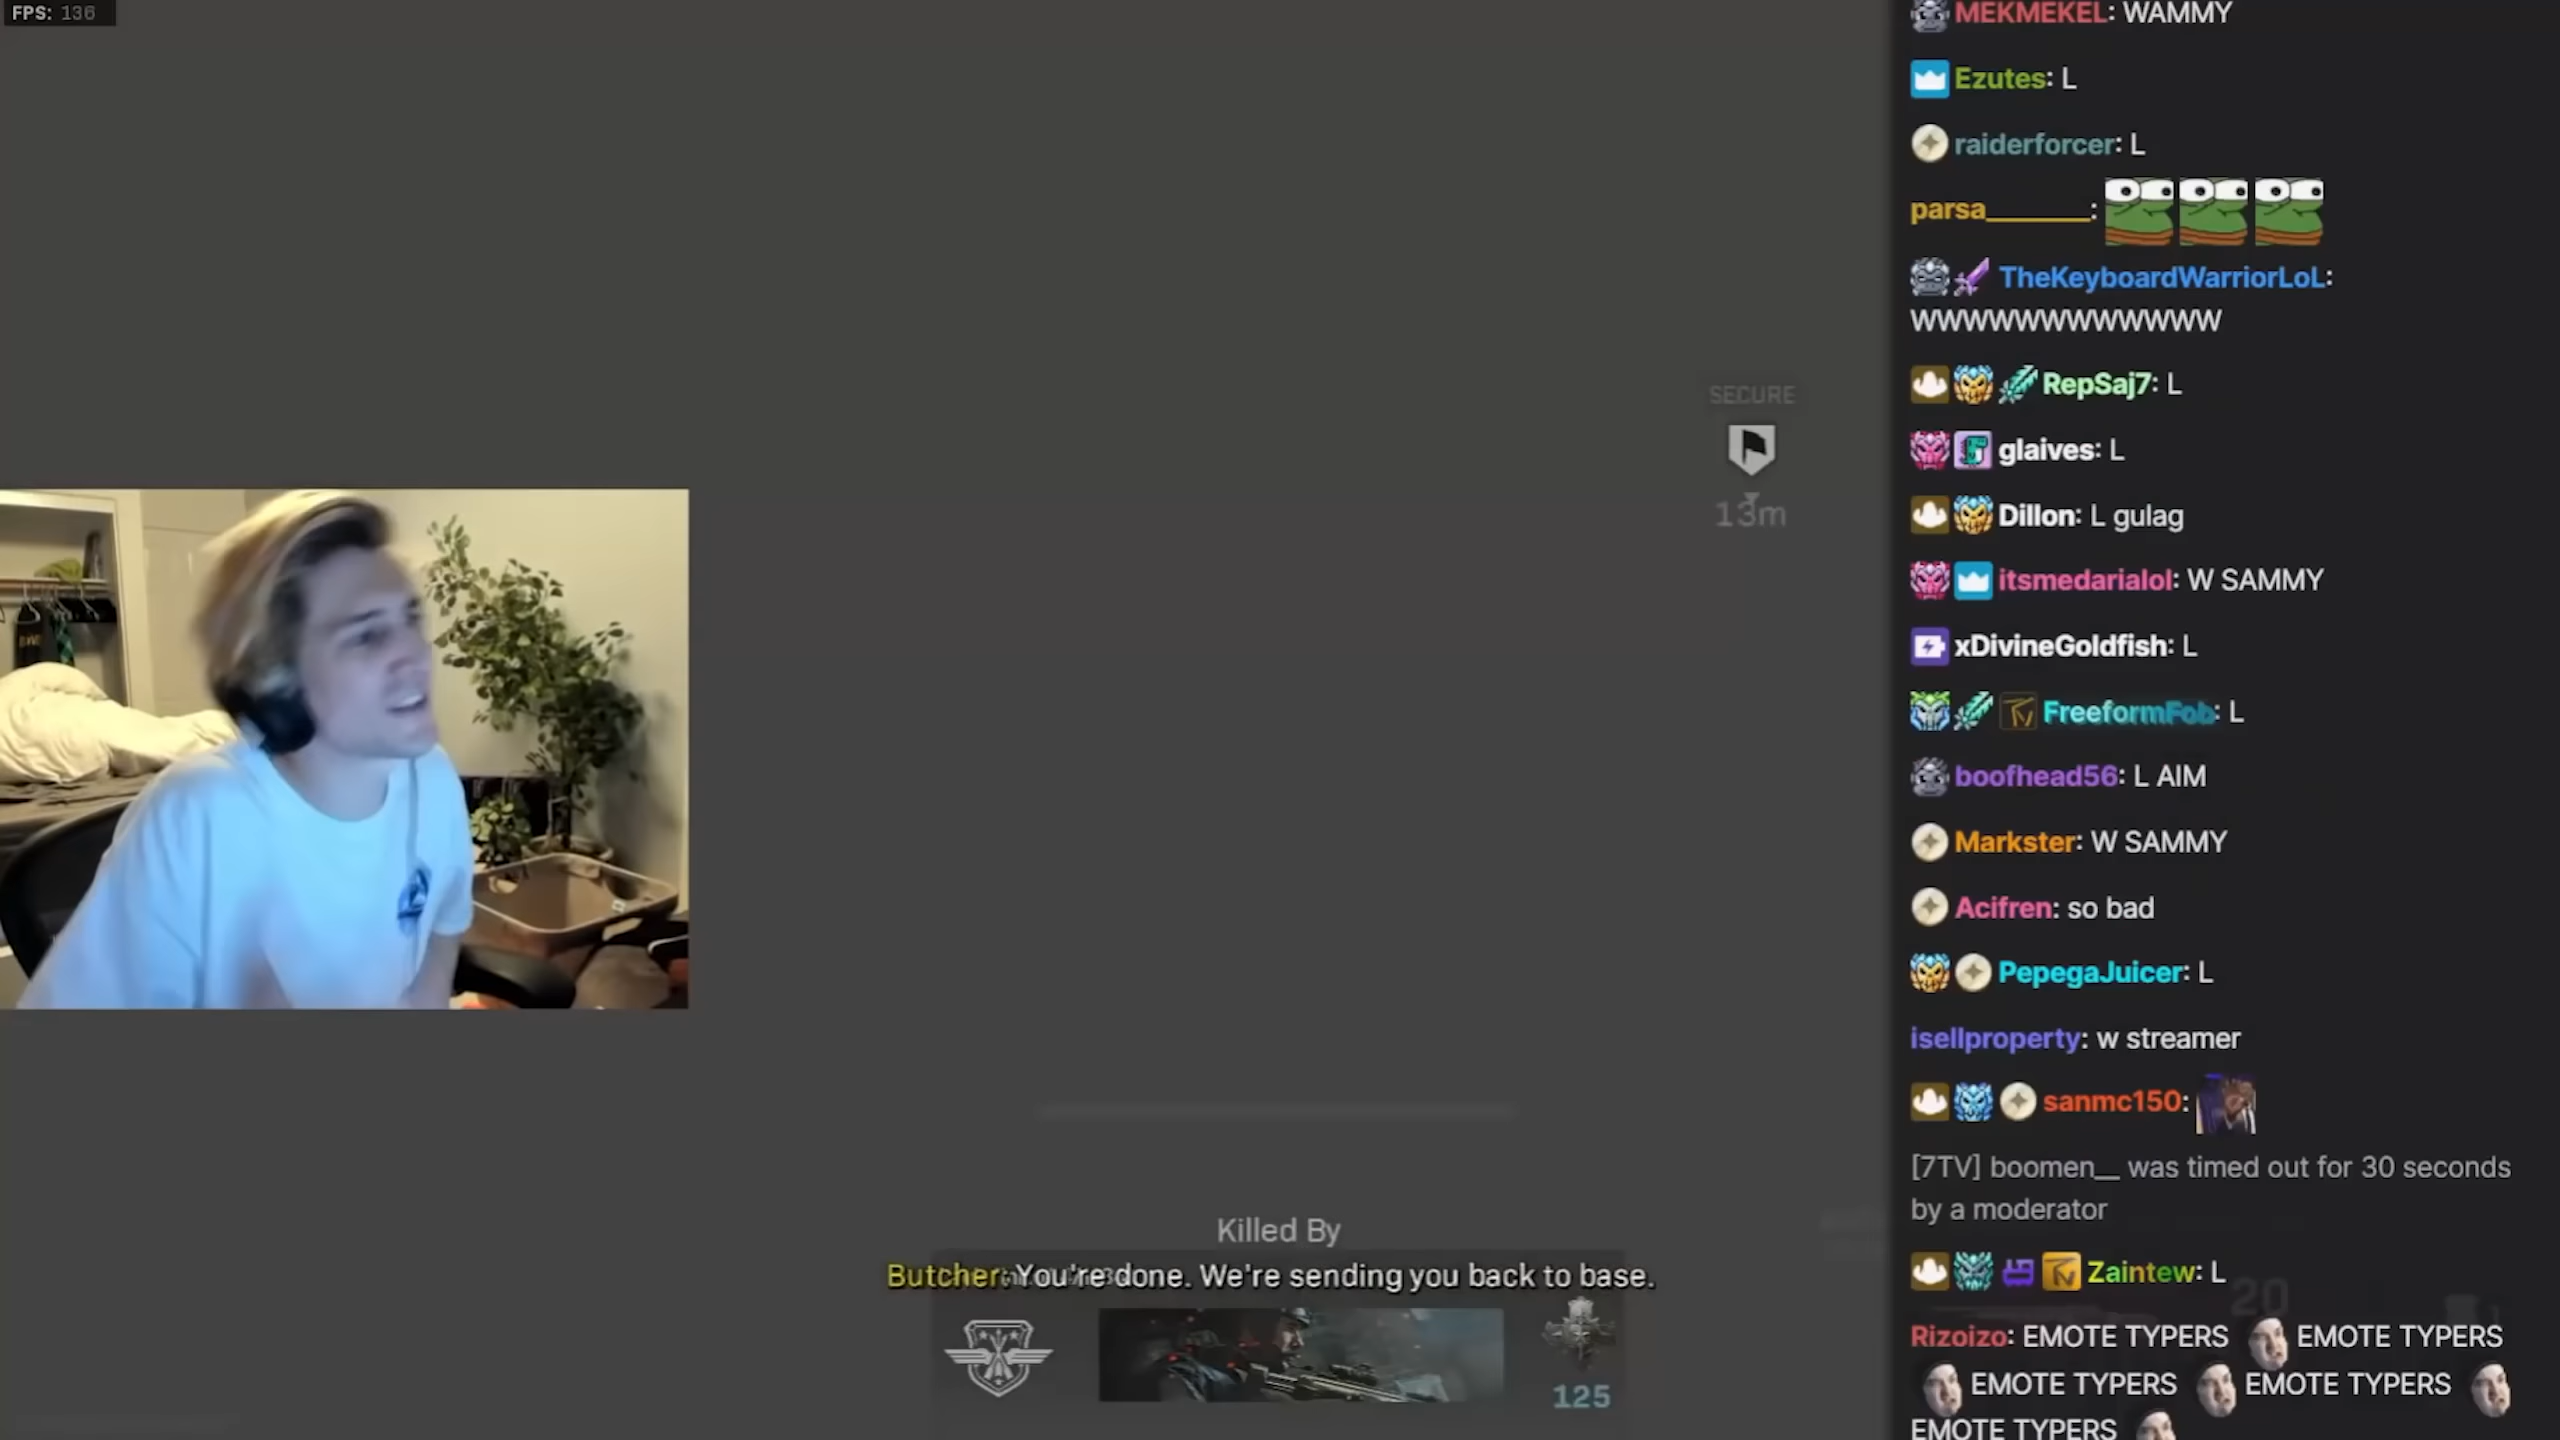 FPS: 136
SECURE
13m
Killed By
Butcher: You're done. We're sending you back to base.
125
MEKMEKEL: WAMMY
Ezutes: L
raiderforcer: L
parsa________:
TheKeyboardWarriorLoL:
WWWWWWWWWWWW
RepSaj7: L
glaives: L
Dillon: L gulag
itsmedarialol: W SAMMY
xDivineGoldfish: L
FreeformFob: L
boofhead56: L AIM
Markster: W SAMMY
Acifren: so bad
PepegaJuicer: L
isellproperty: w streamer
sanmc150:
[7TV] boomen__ was timed out for 30 seconds
by a moderator
Zaintew: L
20
Rizoizo: EMOTE TYPERS EMOTE TYPERS
EMOTE TYPERS EMOTE TYPERS
EMOTE TYPERS